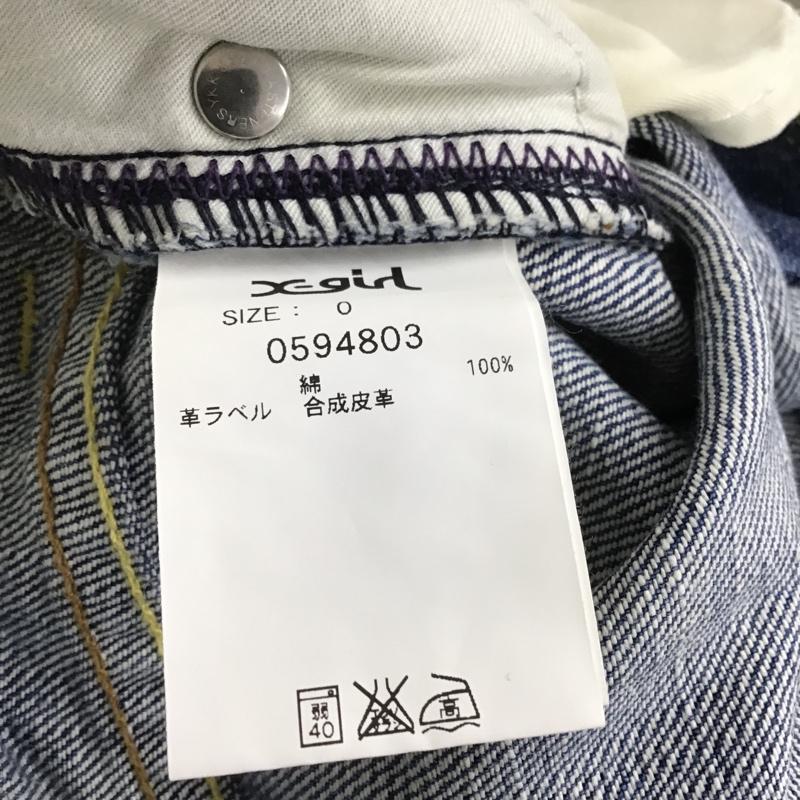 X-girl
SIZE : 0
0594803
綿 100%
革ラベル 合成皮革
弱
40
高